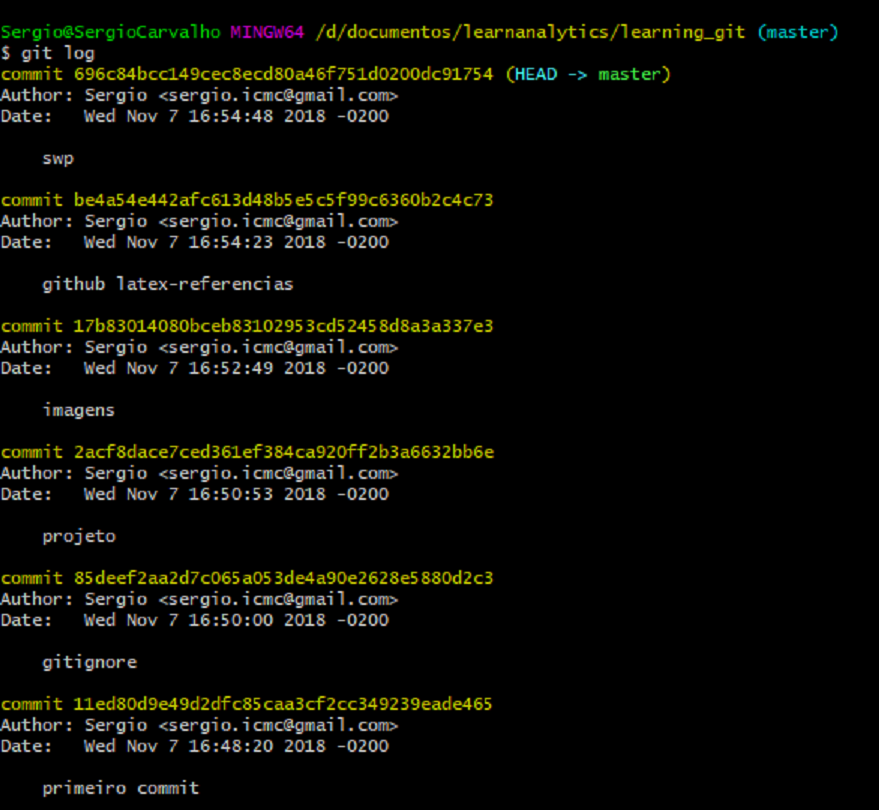 Sergio@SergioCarvalho MINGW64 /d/documentos/learnanalytics/learning_git (master)
$ git log
commit 696c84bcc149cec8ecd80a46f751d0200dc91754 (HEAD -> master)
Author: Sergio <sergio.icmc@gmail.com>
Date:   Wed Nov 7 16:54:48 2018 -0200
swp
commit be4a54e442afc613d48b5e5c5f99c6360b2c4c73
Author: Sergio <sergio.icmc@gmail.com>
Date:   Wed Nov 7 16:54:23 2018 -0200
github latex-referencias
commit 17b83014080bceb83102953cd52458d8a3a337e3
Author: Sergio <sergio.icmc@gmail.com>
Date:   Wed Nov 7 16:52:49 2018 -0200
imagens
commit 2acf8dace7ced361ef384ca920ff2b3a6632bb6e
Author: Sergio <sergio.icmc@gmail.com>
Date:   Wed Nov 7 16:50:53 2018 -0200
projeto
commit 85deef2aa2d7c065a053de4a90e2628e5880d2c3
Author: Sergio <sergio.icmc@gmail.com>
Date:   Wed Nov 7 16:50:00 2018 -0200
gitignore
commit 11ed80d9e49d2dfc85caa3cf2cc349239eade465
Author: Sergio <sergio.icmc@gmail.com>
Date:   Wed Nov 7 16:48:20 2018 -0200
primeiro commit